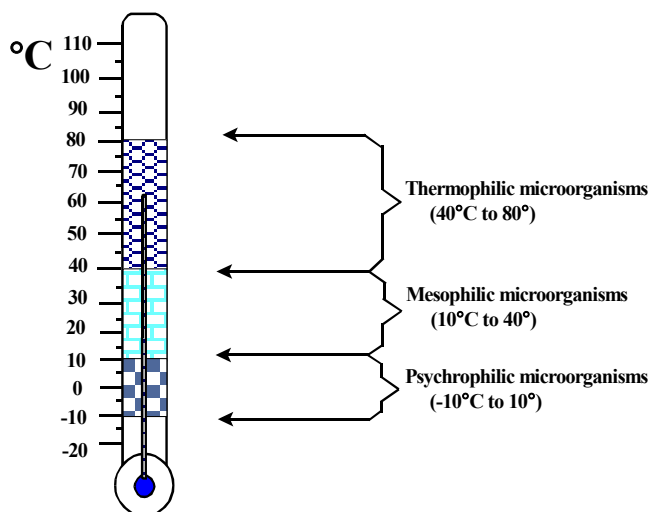 °C
110
100
90
80
70
60
50
40
30
20
10
0
-10
-20
Thermophilic microorganisms
(40°C to 80°)
Mesophilic microorganisms
(10°C to 40°)
Psychrophilic microorganisms
(-10°C to 10°)